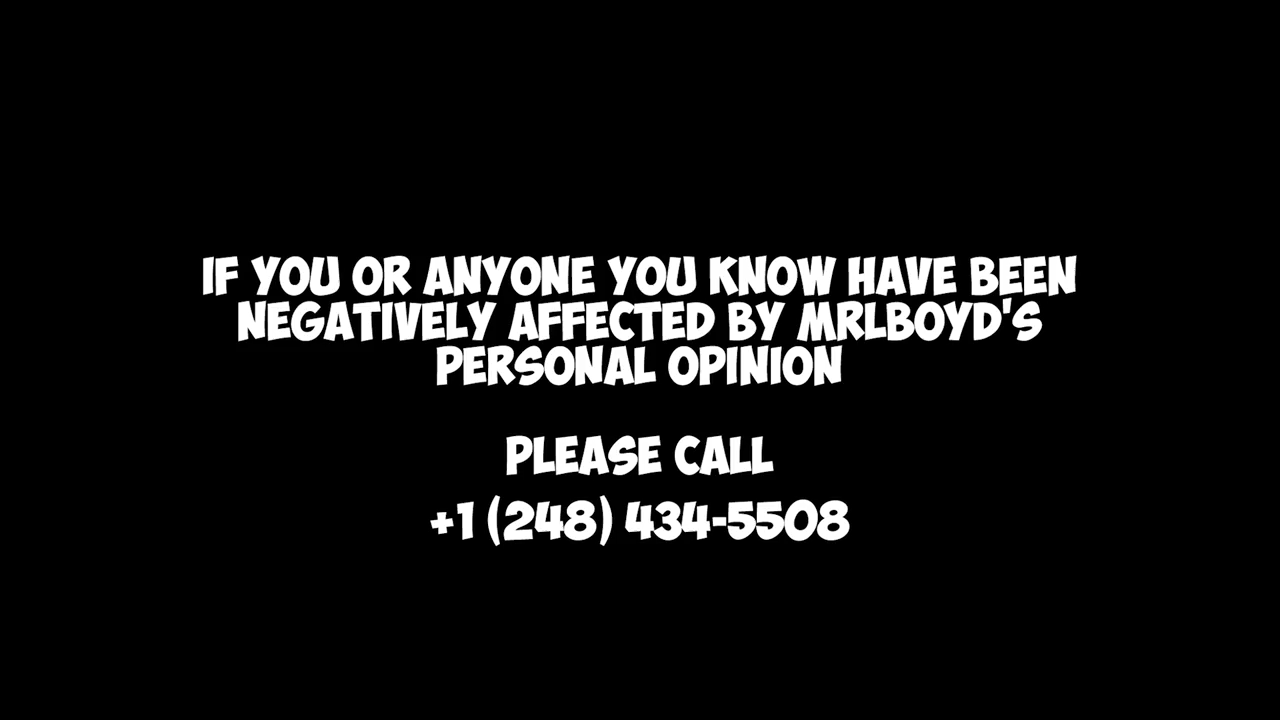 IF YOU OR ANYONE YOU KNOW HAVE BEEN
NEGATIVELY AFFECTED BY MRLBOYD'S
PERSONAL OPINION
PLEASE CALL
+1 (248) 434-5508